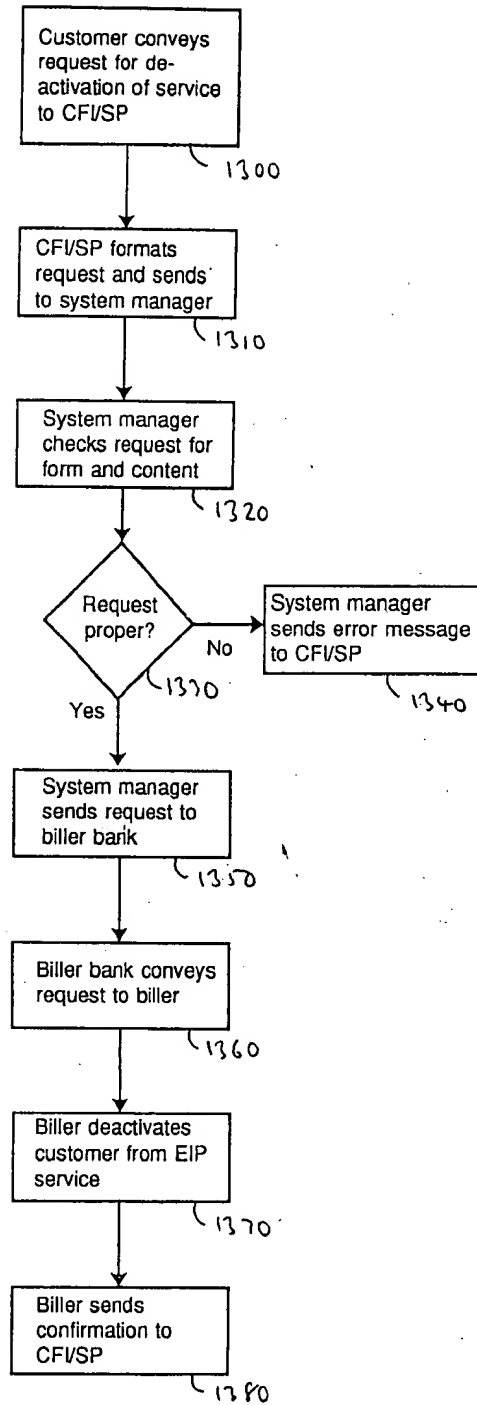 Customer conveys
request for de-
activation of service
to CFI/SP
1300
CFI/SP formats
request and sends
to system manager
1310
System manager
checks request for
form and content
1320
Request
proper?
No
1330
Yes
System manager
sends error message
to CFI/SP
1340
System manager
sends request to
biller bank
1350
Biller bank conveys
request to biller
1360
Biller deactivates
customer from EIP
service
1370
Biller sends
confirmation to
CFI/SP
1380